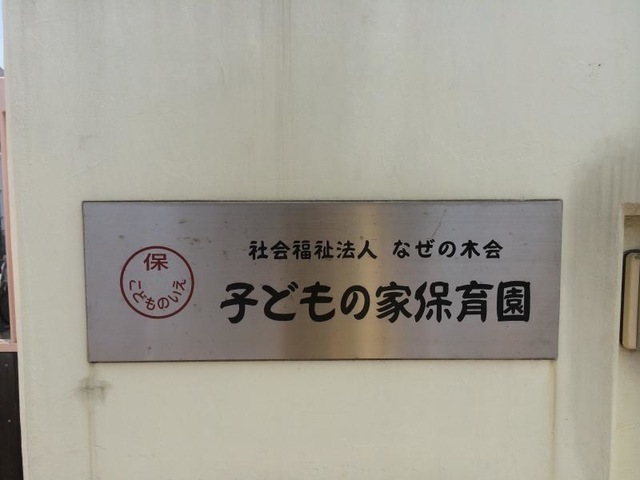 保
こどものいえ
社会福祉法人 なぜの木会
子どもの家保育園